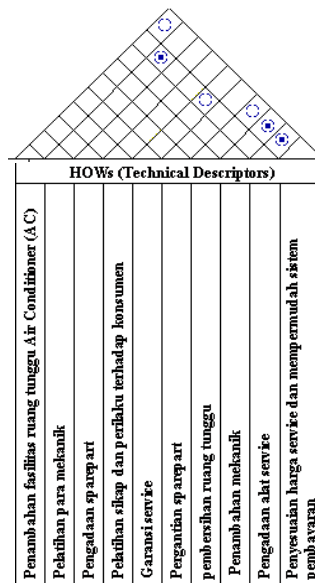 HOWs (Technical Descriptors)
Penambahan fasilitas ruang tunggu Air Conditioner (AC)
Pelatihan para mekanik
Pengadaan sparepart
Pelatihan sikap dan perilaku terhadap konsumen
Garansi service
Pergantian sparepart
pembersihan ruang tunggu
Penambahan mekanik
Pengadaan alat service
Penyesuaian harga service dan mempermudah sistem
pembayaran